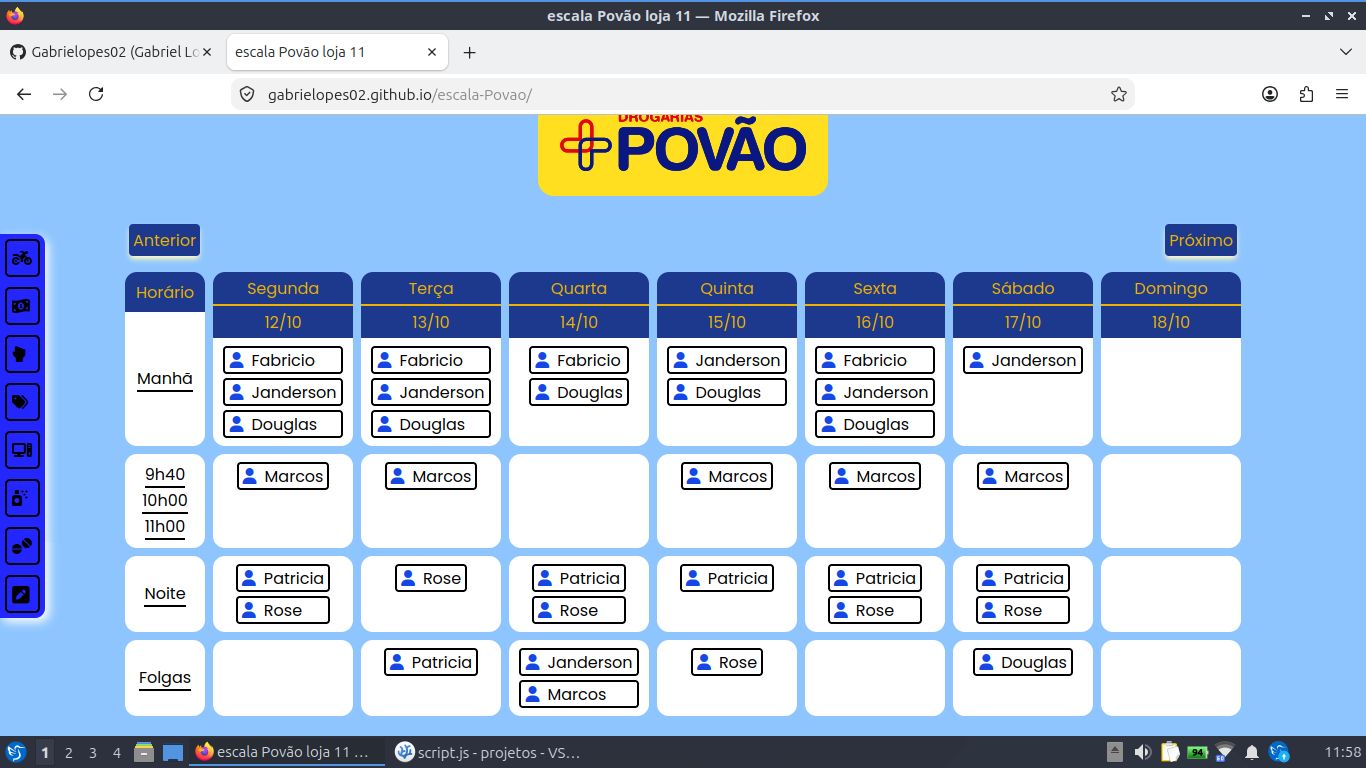 escala Povão loja 11 — Mozilla Firefox
Gabrielopes02 (Gabriel Lo
escala Povão loja 11
gabrielopes02.github.io/escala-Povao/
DROGARIAS
POVÃO
Anterior
Próximo
Horário Segunda Terça Quarta Quinta Sexta Sábado Domingo
12/10 13/10 14/10 15/10 16/10 17/10 18/10
Manhã
Fabricio Fabricio Fabricio Janderson Fabricio Janderson
Janderson Janderson Douglas Douglas Janderson
Douglas Douglas Douglas
9h40 Marcos Marcos Marcos Marcos Marcos
10h00
11h00
Noite
Patricia Rose Patricia Patricia Patricia Patricia
Rose Rose Rose Rose
Folgas
Patricia Janderson Rose Douglas
Marcos
1 2 3 4 escala Povão loja 11 ... script.js - projetos - VS... 94 11:58